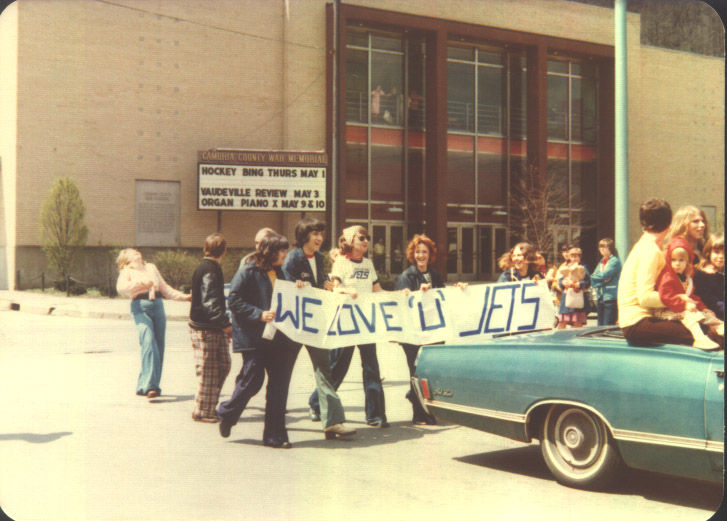 CAMBRIA COUNTY WAR MEMORIAL
HOCKEY BING THURS MAY 1
VAUDEVILLE REVIEW MAY 3
ORGAN PIANO X MAY 9 & 10
JETS
WE LOVE 'U' JETS